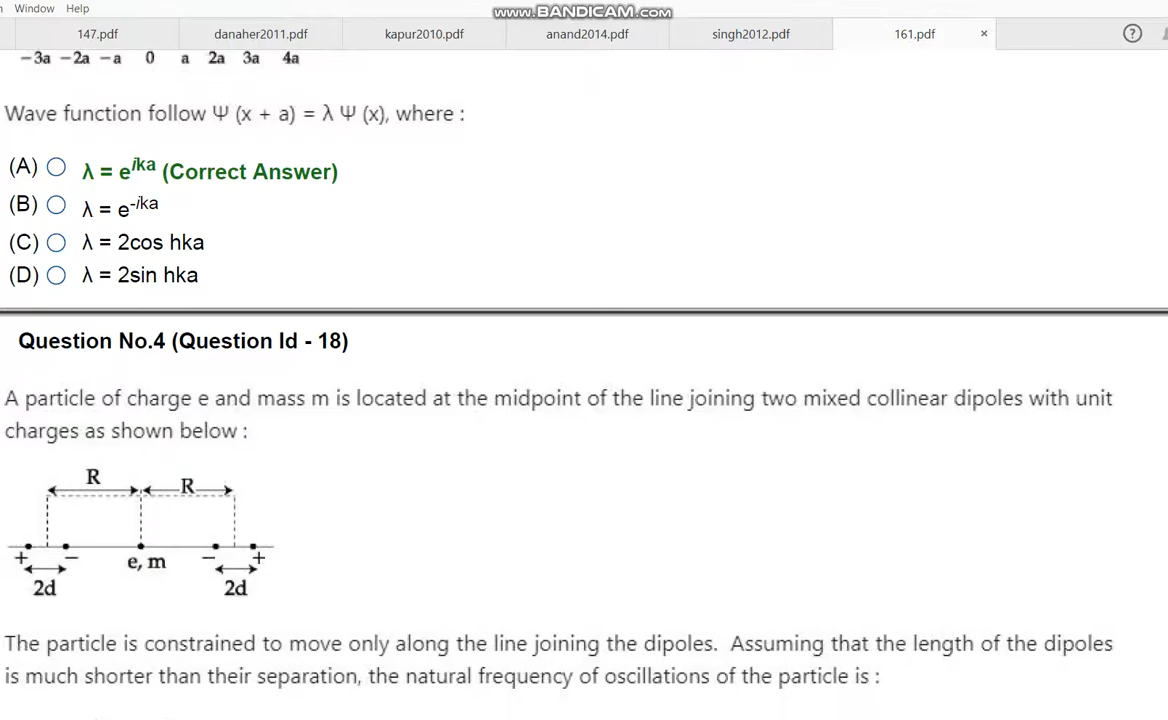 Window Help
www.BANDICAM.com
147.pdf danaher2011.pdf kapur2010.pdf anand2014.pdf singh2012.pdf 161.pdf × ?
−3a −2a −a 0 a 2a 3a 4a
Wave function follow Ψ (x + a) = λ Ψ (x), where :
(A) λ = e^ika (Correct Answer)
(B) λ = e^-ika
(C) λ = 2cos hka
(D) λ = 2sin hka
Question No.4 (Question Id - 18)
A particle of charge e and mass m is located at the midpoint of the line joining two mixed collinear dipoles with unit
charges as shown below :
R R
+ − e, m − +
2d 2d
The particle is constrained to move only along the line joining the dipoles. Assuming that the length of the dipoles
is much shorter than their separation, the natural frequency of oscillations of the particle is :